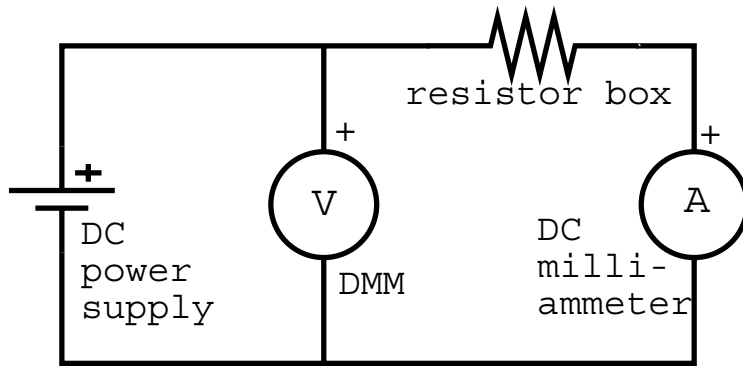 resistor box
+
+
+
V
A
DC
power
supply
DMM
DC
milli-
ammeter